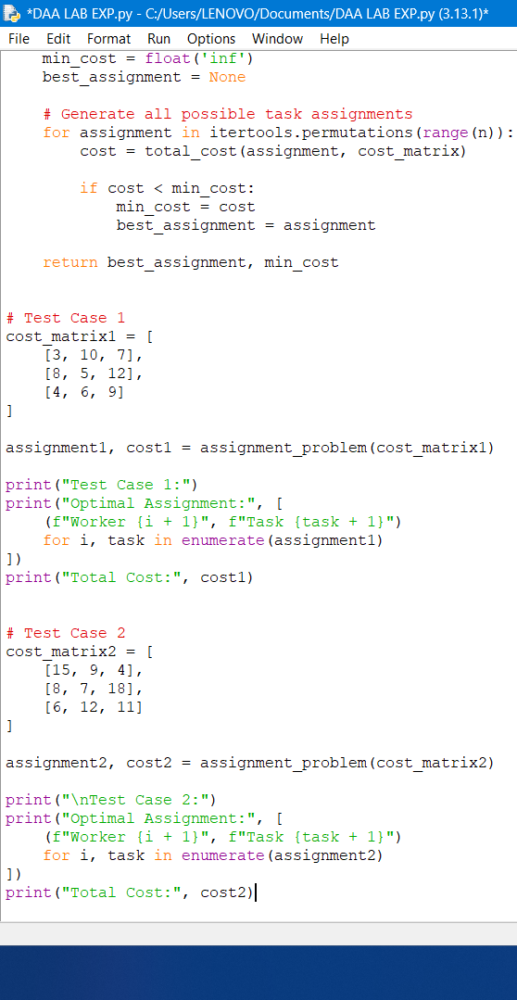 *DAA LAB EXP.py - C:/Users/LENOVO/Documents/DAA LAB EXP.py (3.13.1)*
File Edit Format Run Options Window Help
    min_cost = float('inf')
    best_assignment = None

    # Generate all possible task assignments
    for assignment in itertools.permutations(range(n)):
        cost = total_cost(assignment, cost_matrix)

        if cost < min_cost:
            min_cost = cost
            best_assignment = assignment

    return best_assignment, min_cost


# Test Case 1
cost_matrix1 = [
    [3, 10, 7],
    [8, 5, 12],
    [4, 6, 9]
]

assignment1, cost1 = assignment_problem(cost_matrix1)

print("Test Case 1:")
print("Optimal Assignment:", [
    (f"Worker {i + 1}", f"Task {task + 1}")
    for i, task in enumerate(assignment1)
])
print("Total Cost:", cost1)


# Test Case 2
cost_matrix2 = [
    [15, 9, 4],
    [8, 7, 18],
    [6, 12, 11]
]

assignment2, cost2 = assignment_problem(cost_matrix2)

print("\nTest Case 2:")
print("Optimal Assignment:", [
    (f"Worker {i + 1}", f"Task {task + 1}")
    for i, task in enumerate(assignment2)
])
print("Total Cost:", cost2)